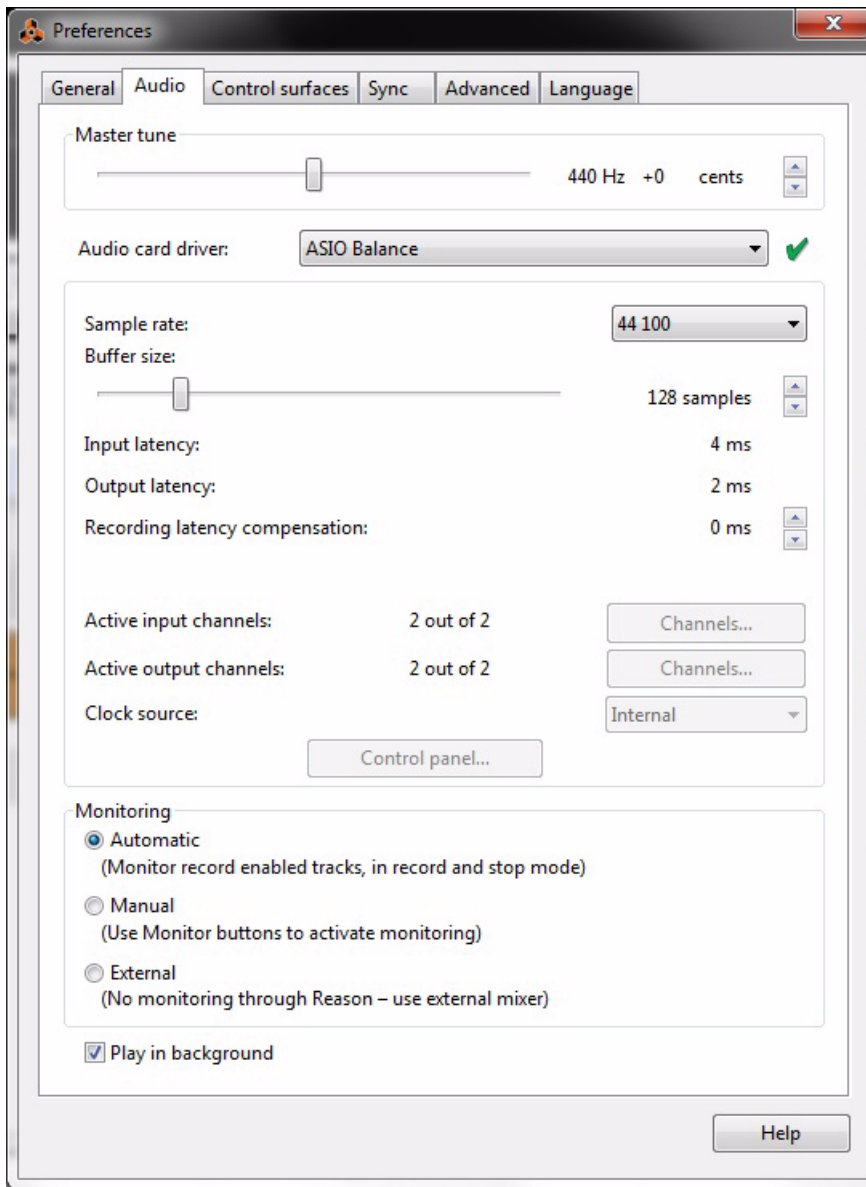 Preferences
General Audio Control surfaces Sync Advanced Language
Master tune
440 Hz +0 cents
Audio card driver: ASIO Balance
Sample rate: 44 100
Buffer size:
128 samples
Input latency: 4 ms
Output latency: 2 ms
Recording latency compensation: 0 ms
Active input channels: 2 out of 2 Channels...
Active output channels: 2 out of 2 Channels...
Clock source: Internal
Control panel...
Monitoring
Automatic
(Monitor record enabled tracks, in record and stop mode)
Manual
(Use Monitor buttons to activate monitoring)
External
(No monitoring through Reason – use external mixer)
Play in background
Help